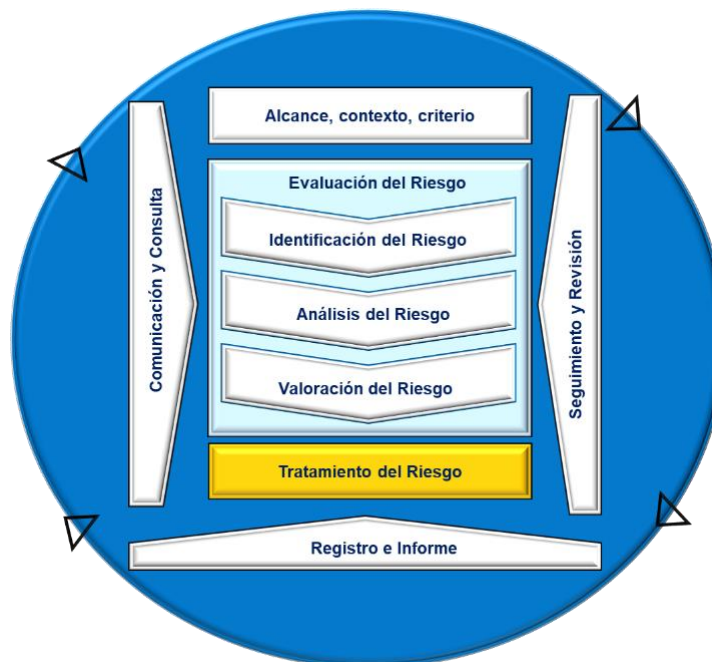 Alcance, contexto, criterio
Comunicación y Consulta
Evaluación del Riesgo
Identificación del Riesgo
Análisis del Riesgo
Valoración del Riesgo
Seguimiento y Revisión
Tratamiento del Riesgo
Registro e Informe